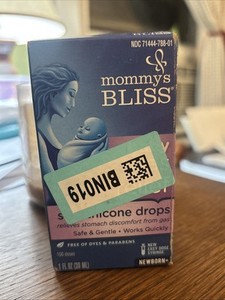 NDC 71444-788-01
mommy's
BLISS
BIN019
simethicone drops
relieves stomach discomfort from gas
Safe & Gentle • Works Quickly
FREE OF DYES & PARABENS
1 FL OZ (30 mL)
NEWBORN+